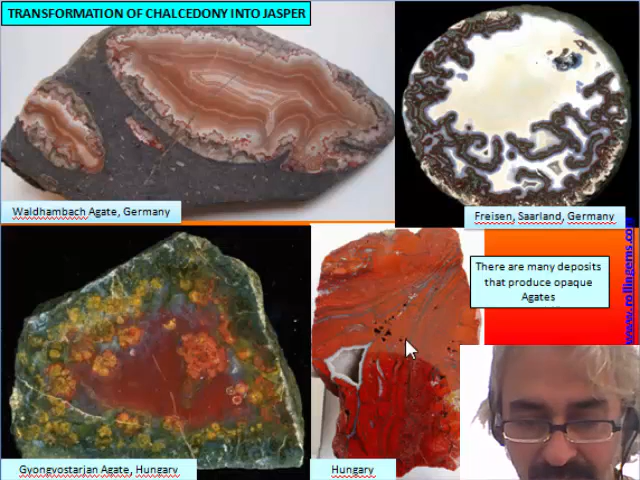 TRANSFORMATION OF CHALCEDONY INTO JASPER
Waldhambach Agate, Germany
Freisen, Saarland, Germany
There are many deposits
that produce opaque
Agates
www.rollingems.com
Gyongyostarjan Agate, Hungary
Hungary